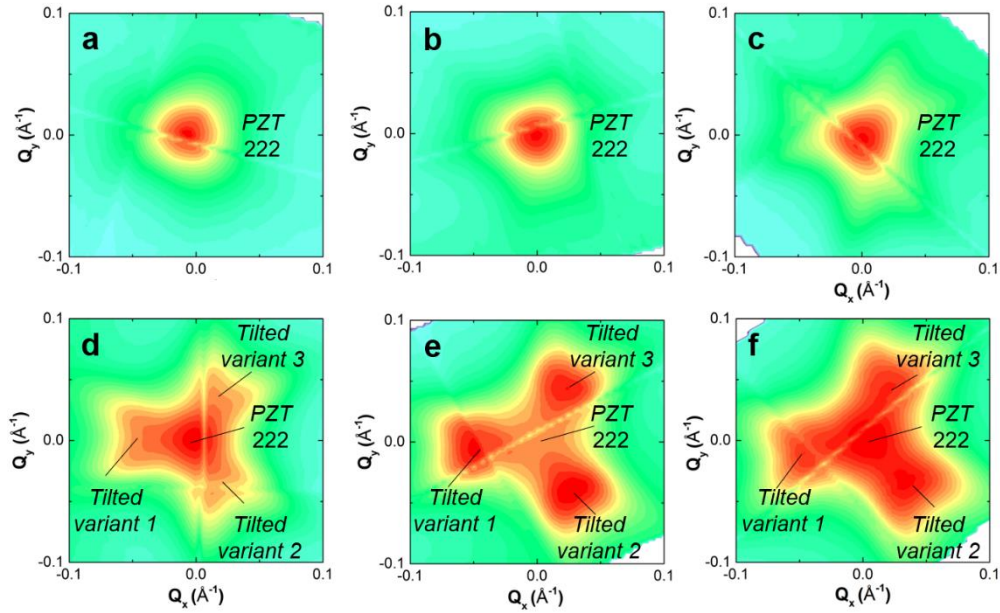 a
PZT
222
Qy (Å-1)
0.1
0.0
-0.1
-0.1
0.0
0.1
b
PZT
222
Qy (Å-1)
0.1
0.0
-0.1
-0.1
0.0
0.1
c
PZT
222
Qy (Å-1)
0.1
0.0
-0.1
-0.1
0.0
0.1
Qx (Å-1)
d
Tilted
variant 3
PZT
222
Tilted
variant 1
Tilted
variant 2
Qy (Å-1)
0.1
0.0
-0.1
-0.1
0.0
0.1
Qx (Å-1)
e
Tilted
variant 3
PZT
222
Tilted
variant 1
Tilted
variant 2
Qy (Å-1)
0.1
0.0
-0.1
-0.1
0.0
0.1
Qx (Å-1)
f
Tilted
variant 3
PZT
222
Tilted
variant 1
Tilted
variant 2
Qy (Å-1)
0.1
0.0
-0.1
-0.1
0.0
0.1
Qx (Å-1)